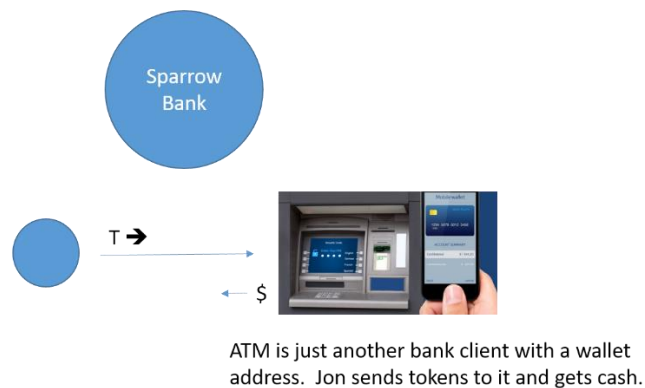 Sparrow
Bank
T ➔
$
ATM is just another bank client with a wallet
address. Jon sends tokens to it and gets cash.